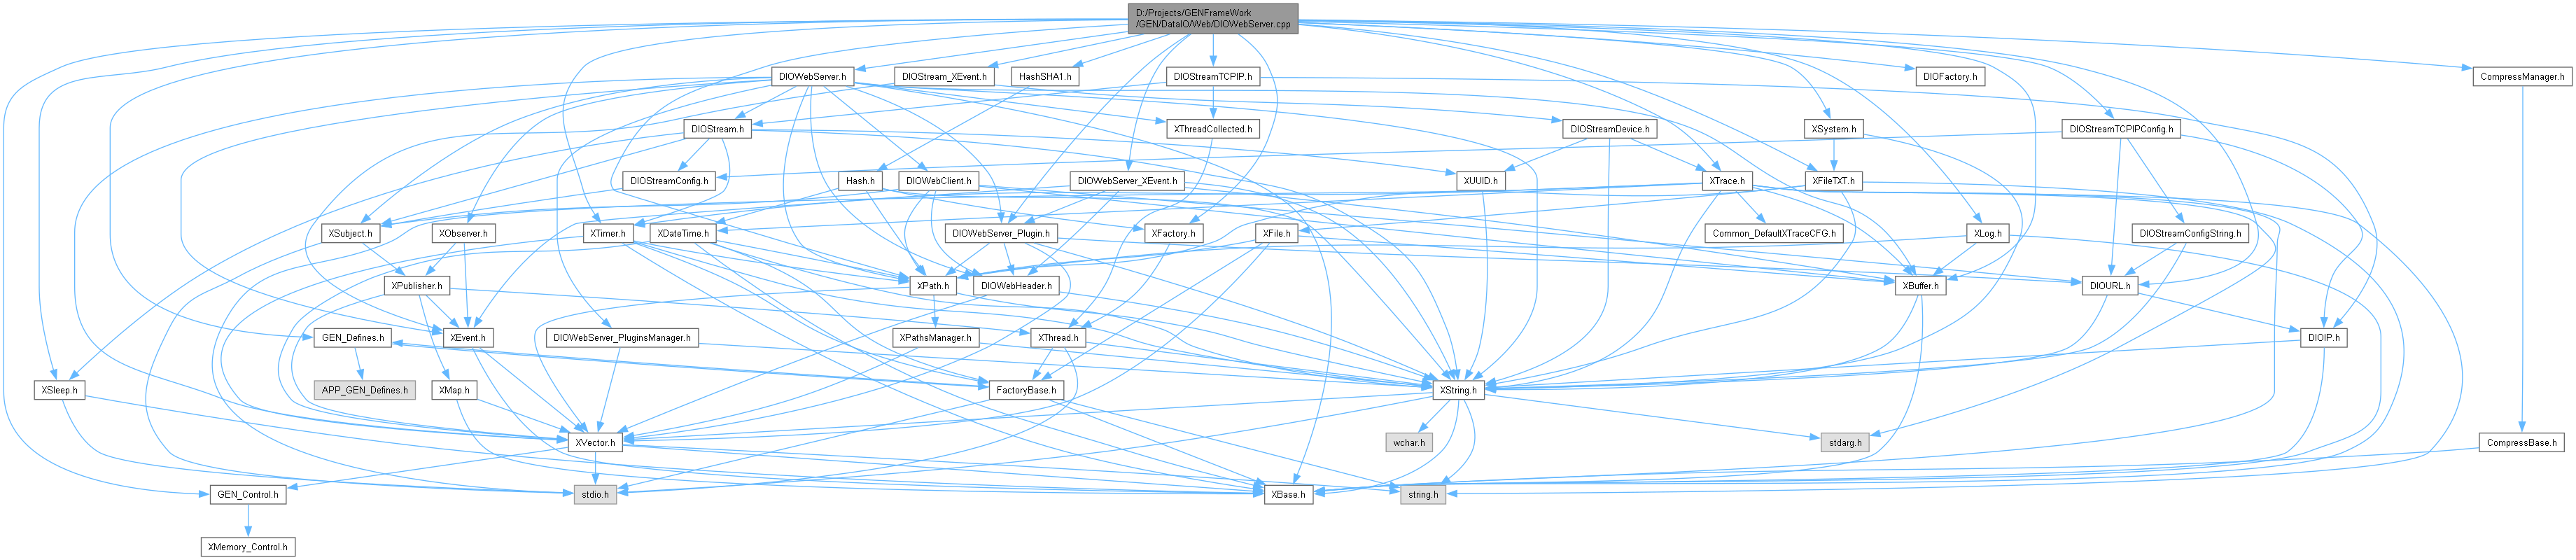 D:/Projects/GENFrameWork
/GEN/DataIO/Web/DIOWebServer.cpp
DIOWebServer.h
DIOStream_XEvent.h
HashSHA1.h
DIOStreamTCPIP.h
DIOFactory.h
CompressManager.h
DIOStream.h
XThreadCollected.h
DIOStreamDevice.h
XSystem.h
DIOStreamTCPIPConfig.h
DIOStreamConfig.h
Hash.h
DIOWebClient.h
DIOWebServer_XEvent.h
XUUID.h
XTrace.h
XFileTXT.h
XSubject.h
XObserver.h
XTimer.h
XDateTime.h
DIOWebServer_Plugin.h
XFactory.h
XFile.h
Common_DefaultXTraceCFG.h
XLog.h
DIOStreamConfigString.h
XPublisher.h
XPath.h
DIOWebHeader.h
XBuffer.h
DIOURL.h
GEN_Defines.h
XEvent.h
DIOWebServer_PluginsManager.h
XPathsManager.h
XThread.h
DIOIP.h
XSleep.h
APP_GEN_Defines.h
XMap.h
FactoryBase.h
XString.h
XVector.h
wchar.h
stdarg.h
CompressBase.h
GEN_Control.h
stdio.h
string.h
XBase.h
XMemory_Control.h